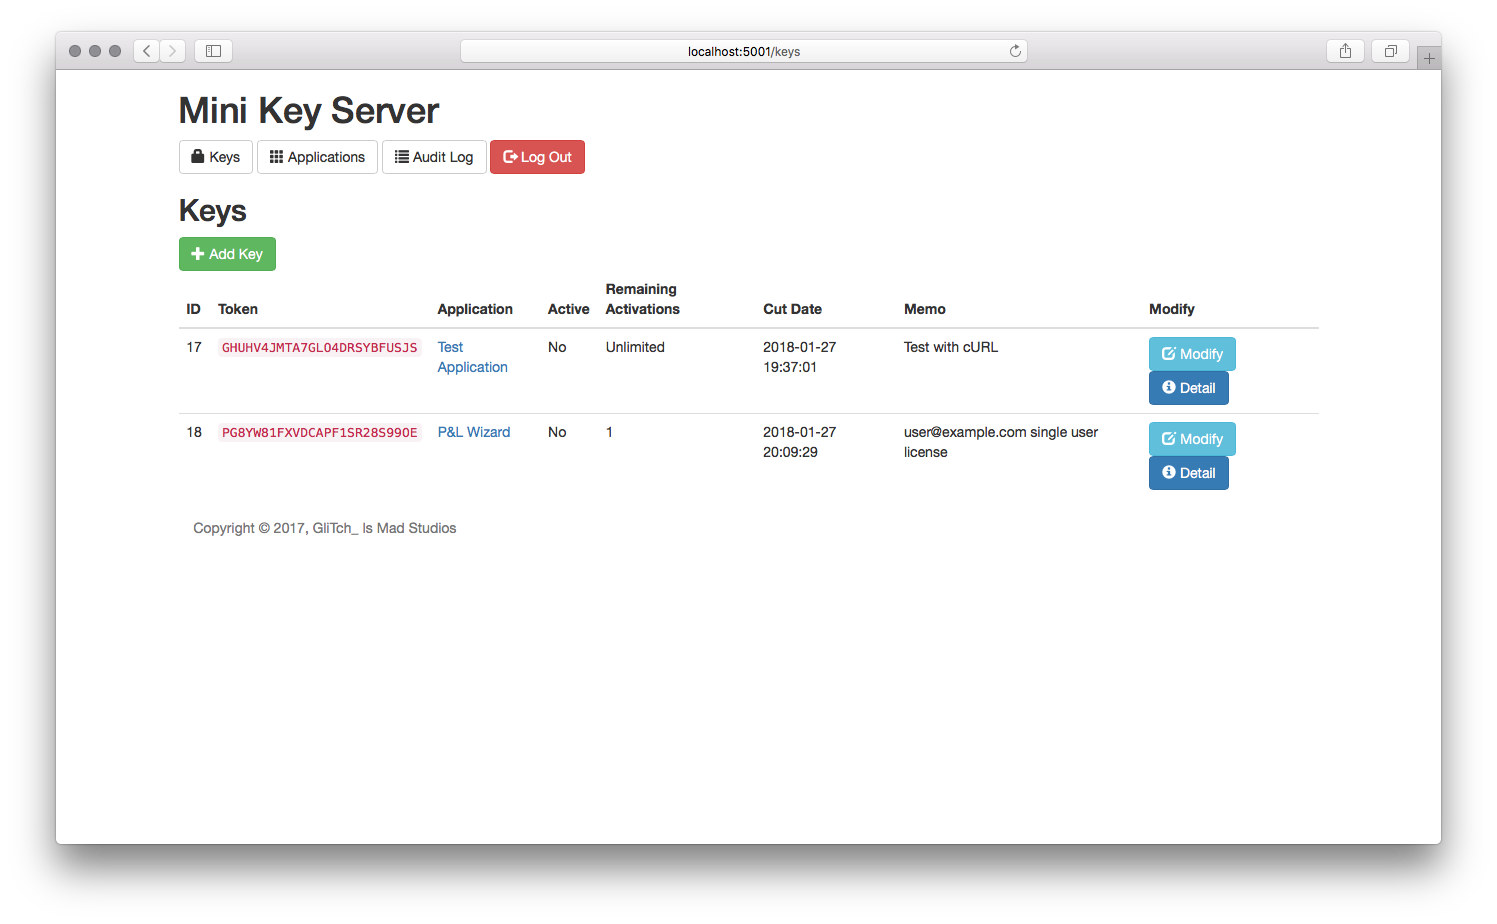 localhost:5001/keys
Mini Key Server
Keys
Applications
Audit Log
Log Out
Keys
Add Key
ID Token Application Active Remaining Activations Cut Date Memo Modify
17 GHUHV4JMTA7GLO4DRSYBFUSJS Test Application No Unlimited 2018-01-27 19:37:01 Test with cURL Modify
Detail
18 PG8YW81FXVDCAPF1SR28S99OE P&L Wizard No 1 2018-01-27 20:09:29 user@example.com single user license Modify
Detail
Copyright © 2017, GliTch_ Is Mad Studios